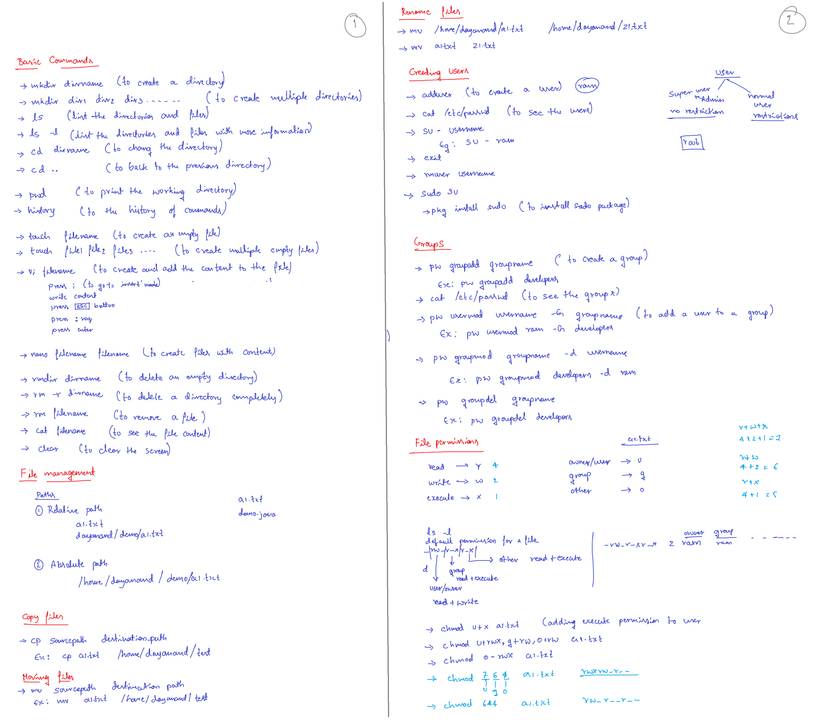 1
Basic Commands
→ mkdir dirname (to create a directory)
→ mkdir dir1 dir2 dir3...... (to create multiple directories)
→ ls (list the directories and files)
→ ls -l (list the directories and files with more information)
→ cd dirname (to chang the directory)
→ cd .. (to back to the previous directory)
→ pwd (to print the working directory)
→ history (to the history of commands)
→ touch filename (to create an empty file)
→ touch file1 file2 file3 .... (to create multiple empty files)
→ vi filename (to create and add the content to the file)
press i (to go to insert mode)
write content
press ESC button
press : wq
press enter
→ nano filename filename (to create files with content)
→ rmdir dirname (to delete an empty directory)
→ rm -r dirname (to delele a directory completely)
→ rm filename (to remove a file)
→ cat filename (to see the file content)
→ clear (to clear the screen)
File management
Paths
① Relative path
a1.txt
dayanand/demo/a1.txt
a1.txt
demo.java
② Absolute path
/home/dayanand/demo/a1.txt
Copy files
→ cp sourcepath destination.path
Ex: cp a1.txt /home/dayanand/test
Moving files
→ mv sourcepath destination path
Ex: mv a1.txt /home/dayanand/test
2
Rename files
→ mv /home/dayanand/a1.txt /home/dayanand/21.txt
→ mv a1.txt 21.txt
Creating users
→ adduser (to create a user) ram
→ cat /etc/passwd (to see the user)
→ su - username
Eg: su - ram
→ exit
→ rmuser username
→ sudo su
→ pkg install sudo (to install sudo package)
user
super user
Admin
no restriction
normal
user
restrictions
root
Groups
→ pw groupadd groupname (to create a group)
Ex: pw groupadd developers
→ cat /etc/passwd (to see the groups)
→ pw usermod username -G groupname (to add a user to a group)
Ex: pw usermod ram -G developers
→ pw groupmod groupname -d username
Ex: pw groupmod developers -d ram
→ pw groupdel groupname
Ex: pw groupdel developers
File permissions
read → r 4
write → w 2
execute → x 1
a1.txt
owner/user → u
group → g
other → o
r+w+x
4+2+1=7
r+w
4+2=6
r+x
4+1=5
ls -l
default permission for a file
-|rw-|r-x|r-x|
other read+execute
d
group
read+execute
user/owner
read + write
-rw-r-xr-x 2 ram ram
owner group
→ chmod u+x a1.txt (adding execute permission to user
→ chmod u+rwx, g+rw, o+rw a1.txt
→ chmod o-rwx a1.txt
→ chmod 7 6 4 a1.txt rwxrw-r--
u g o
→ chmod 644 a1.txt rw-r--r--